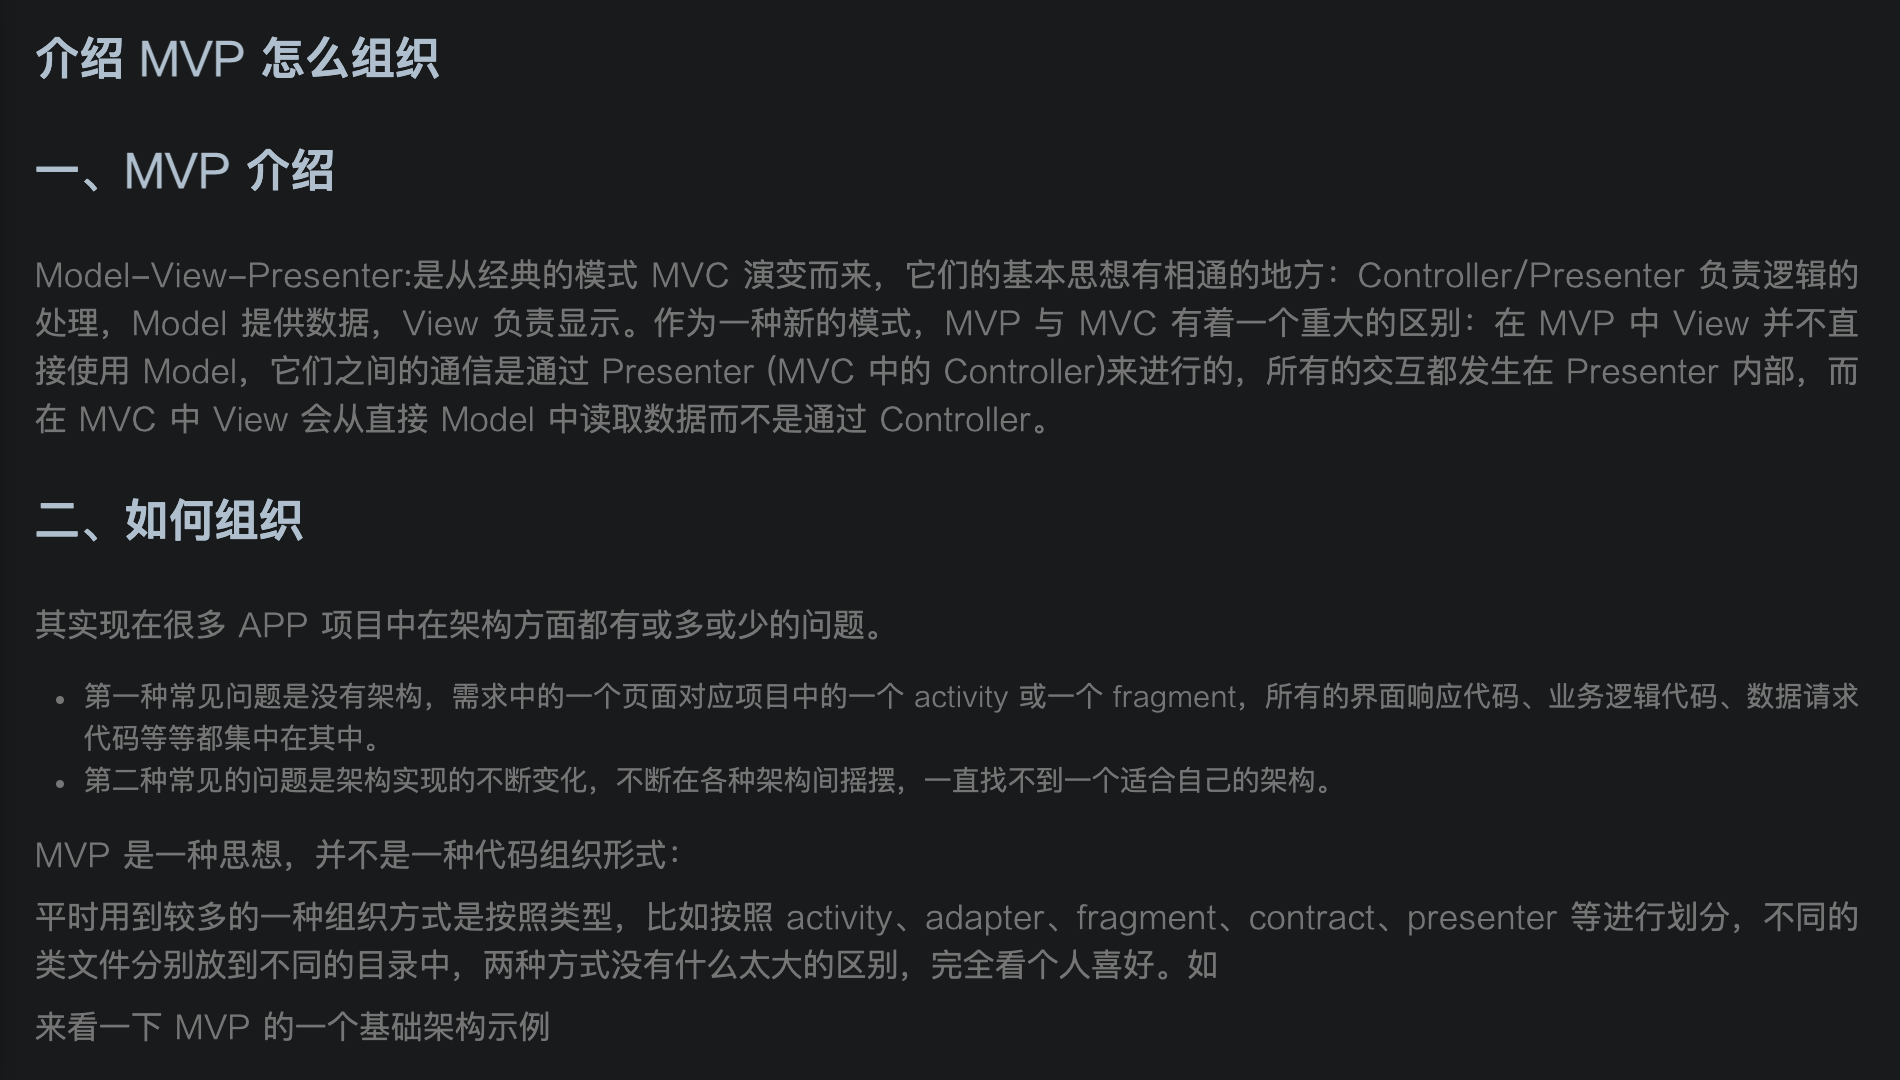 介绍 MVP 怎么组织
一、MVP 介绍
Model-View-Presenter:是从经典的模式 MVC 演变而来，它们的基本思想有相通的地方：Controller/Presenter 负责逻辑的
处理，Model 提供数据，View 负责显示。作为一种新的模式，MVP 与 MVC 有着一个重大的区别：在 MVP 中 View 并不直
接使用 Model，它们之间的通信是通过 Presenter (MVC 中的 Controller)来进行的，所有的交互都发生在 Presenter 内部，而
在 MVC 中 View 会从直接 Model 中读取数据而不是通过 Controller。
二、如何组织
其实现在很多 APP 项目中在架构方面都有或多或少的问题。
• 第一种常见问题是没有架构，需求中的一个页面对应项目中的一个 activity 或一个 fragment，所有的界面响应代码、业务逻辑代码、数据请求
代码等等都集中在其中。
• 第二种常见的问题是架构实现的不断变化，不断在各种架构间摇摆，一直找不到一个适合自己的架构。
MVP 是一种思想，并不是一种代码组织形式：
平时用到较多的一种组织方式是按照类型，比如按照 activity、adapter、fragment、contract、presenter 等进行划分，不同的
类文件分别放到不同的目录中，两种方式没有什么太大的区别，完全看个人喜好。如
来看一下 MVP 的一个基础架构示例